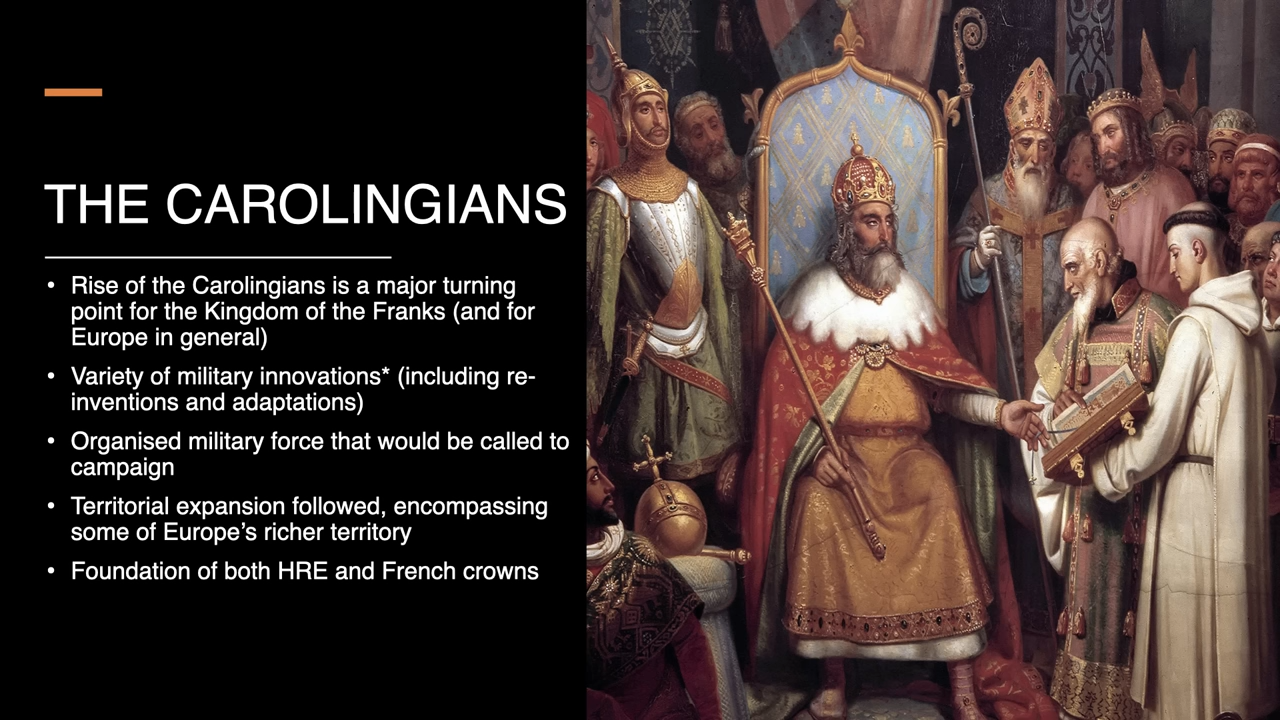 THE CAROLINGIANS
• Rise of the Carolingians is a major turning
point for the Kingdom of the Franks (and for
Europe in general)
• Variety of military innovations* (including re-
inventions and adaptations)
• Organised military force that would be called to
campaign
• Territorial expansion followed, encompassing
some of Europe’s richer territory
• Foundation of both HRE and French crowns